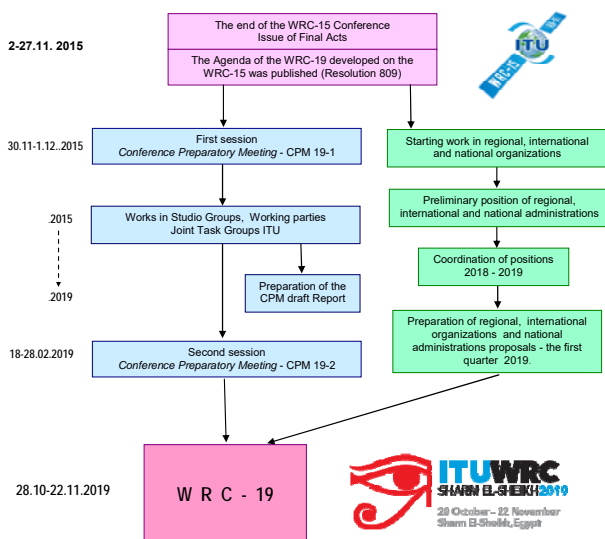 The end of the WRC-15 Conference
Issue of Final Acts
2-27.11. 2015
The Agenda of the WRC-19 developed on the
WRC-15 was published (Resolution 809)
ITU
WRC-15
30.11-1.12..2015
First session
Conference Preparatory Meeting - CPM 19-1
Starting work in regional, international
and national organizations
Preliminary position of regional,
international and national administrations
.2015
Works in Studio Groups, Working parties
Joint Task Groups ITU
Coordination of positions
2018 - 2019
.2019
Preparation of the
CPM draft Report
Preparation of regional, international
organizations and national
administrations proposals - the first
quarter 2019.
18-28.02.2019
Second session
Conference Preparatory Meeting - CPM 19-2
28.10-22.11.2019
WRC-19
ITUWRC
SHARM EL-SHEIKH2019
28 October – 22 November
Sharm El-Sheikh, Egypt